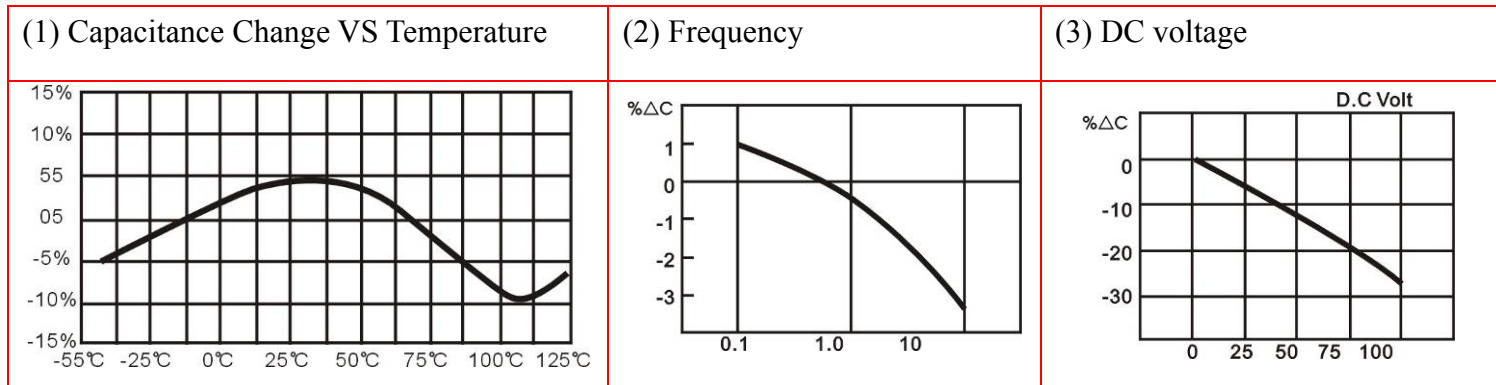 (1) Capacitance Change VS Temperature
(2) Frequency
(3) DC voltage
15%
10%
55
05
-5%
-10%
-15%
-55℃ -25℃ 0℃ 25℃ 50℃ 75℃ 100℃ 125℃
%△C
1
0
-1
-2
-3
0.1 1.0 10
D.C Volt
%△C
0
-10
-20
-30
0 25 50 75 100